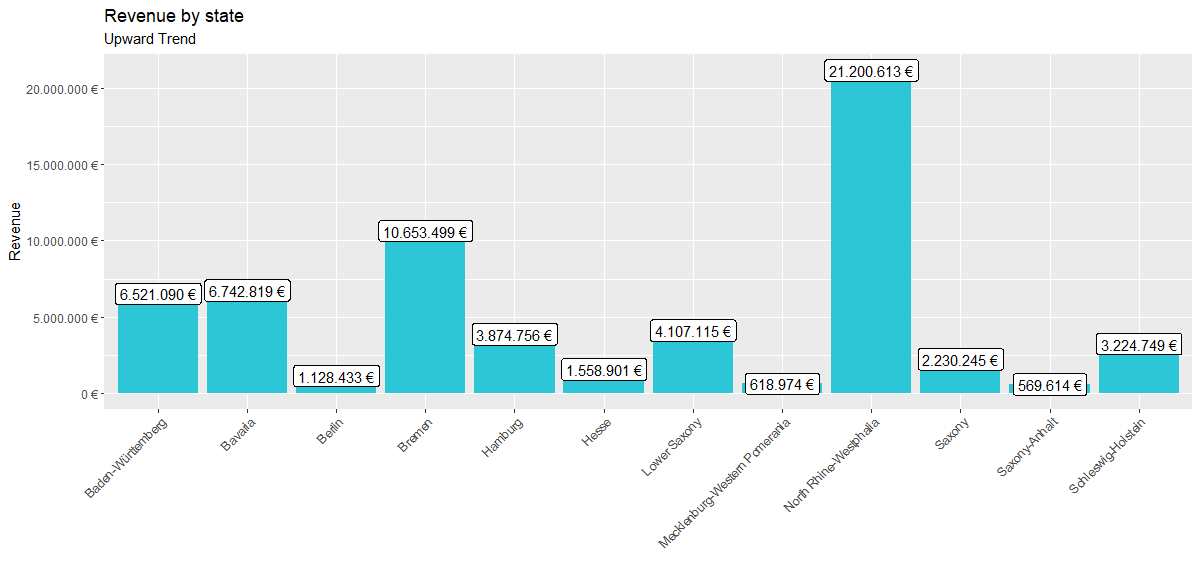 Revenue by state
Upward Trend
Revenue
20.000.000 €
15.000.000 €
10.000.000 €
5.000.000 €
0 €
6.521.090 €
6.742.819 €
1.128.433 €
10.653.499 €
3.874.756 €
1.558.901 €
4.107.115 €
618.974 €
21.200.613 €
2.230.245 €
569.614 €
3.224.749 €
Baden-Württemberg
Bavaria
Berlin
Bremen
Hamburg
Hesse
Lower Saxony
Mecklenburg-Western Pomerania
North Rhine-Westphalia
Saxony
Saxony-Anhalt
Schleswig-Holstein